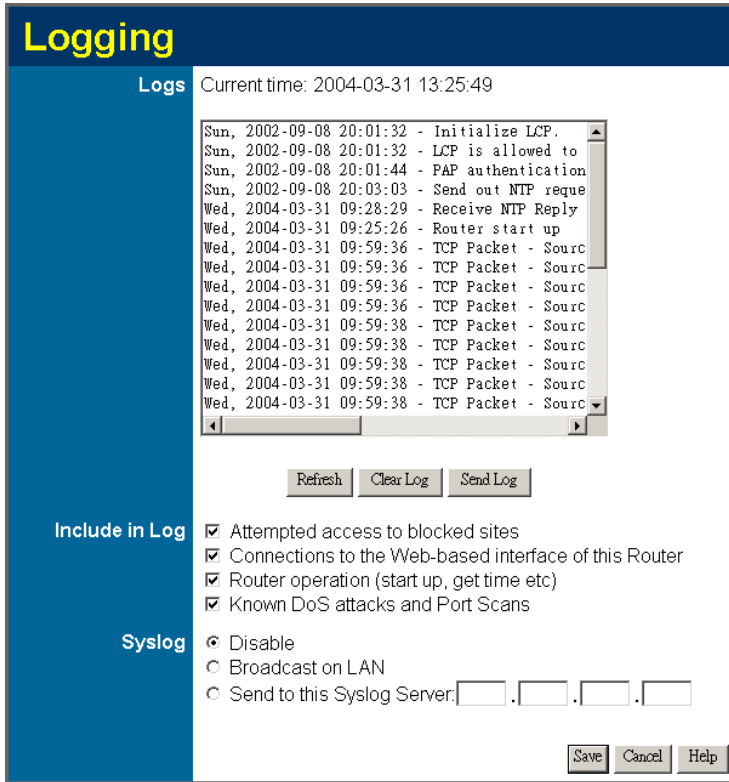 Logging
Logs Current time: 2004-03-31 13:25:49
Sun, 2002-09-08 20:01:32 - Initialize LCP.
Sun, 2002-09-08 20:01:32 - LCP is allowed to
Sun, 2002-09-08 20:01:44 - PAP authentication
Sun, 2002-09-08 20:03:03 - Send out NTP reque
Wed, 2004-03-31 09:28:29 - Receive NTP Reply
Wed, 2004-03-31 09:25:26 - Router start up
Wed, 2004-03-31 09:59:36 - TCP Packet - Sourc
Wed, 2004-03-31 09:59:36 - TCP Packet - Sourc
Wed, 2004-03-31 09:59:36 - TCP Packet - Sourc
Wed, 2004-03-31 09:59:36 - TCP Packet - Sourc
Wed, 2004-03-31 09:59:38 - TCP Packet - Sourc
Wed, 2004-03-31 09:59:38 - TCP Packet - Sourc
Wed, 2004-03-31 09:59:38 - TCP Packet - Sourc
Wed, 2004-03-31 09:59:38 - TCP Packet - Sourc
Wed, 2004-03-31 09:59:38 - TCP Packet - Sourc
Refresh Clear Log Send Log
Include in Log Attempted access to blocked sites
Connections to the Web-based interface of this Router
Router operation (start up, get time etc)
Known DoS attacks and Port Scans
Syslog Disable
Broadcast on LAN
Send to this Syslog Server: . . .
Save Cancel Help